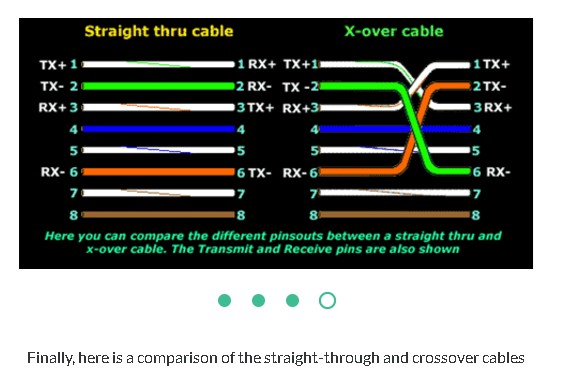 Straight thru cable X-over cable
TX+ 1 1 RX+ TX+1 1 TX+
TX- 2 2 RX- TX -2 2 TX-
RX+ 3 3 TX+ RX+3 3 RX+
4 4 4 4
5 5 5 5
RX- 6 6 TX- RX- 6 6 RX-
7 7 7 7
8 8 8 8
Here you can compare the different pinsouts between a straight thru and
x-over cable. The Transmit and Receive pins are also shown
Finally, here is a comparison of the straight-through and crossover cables